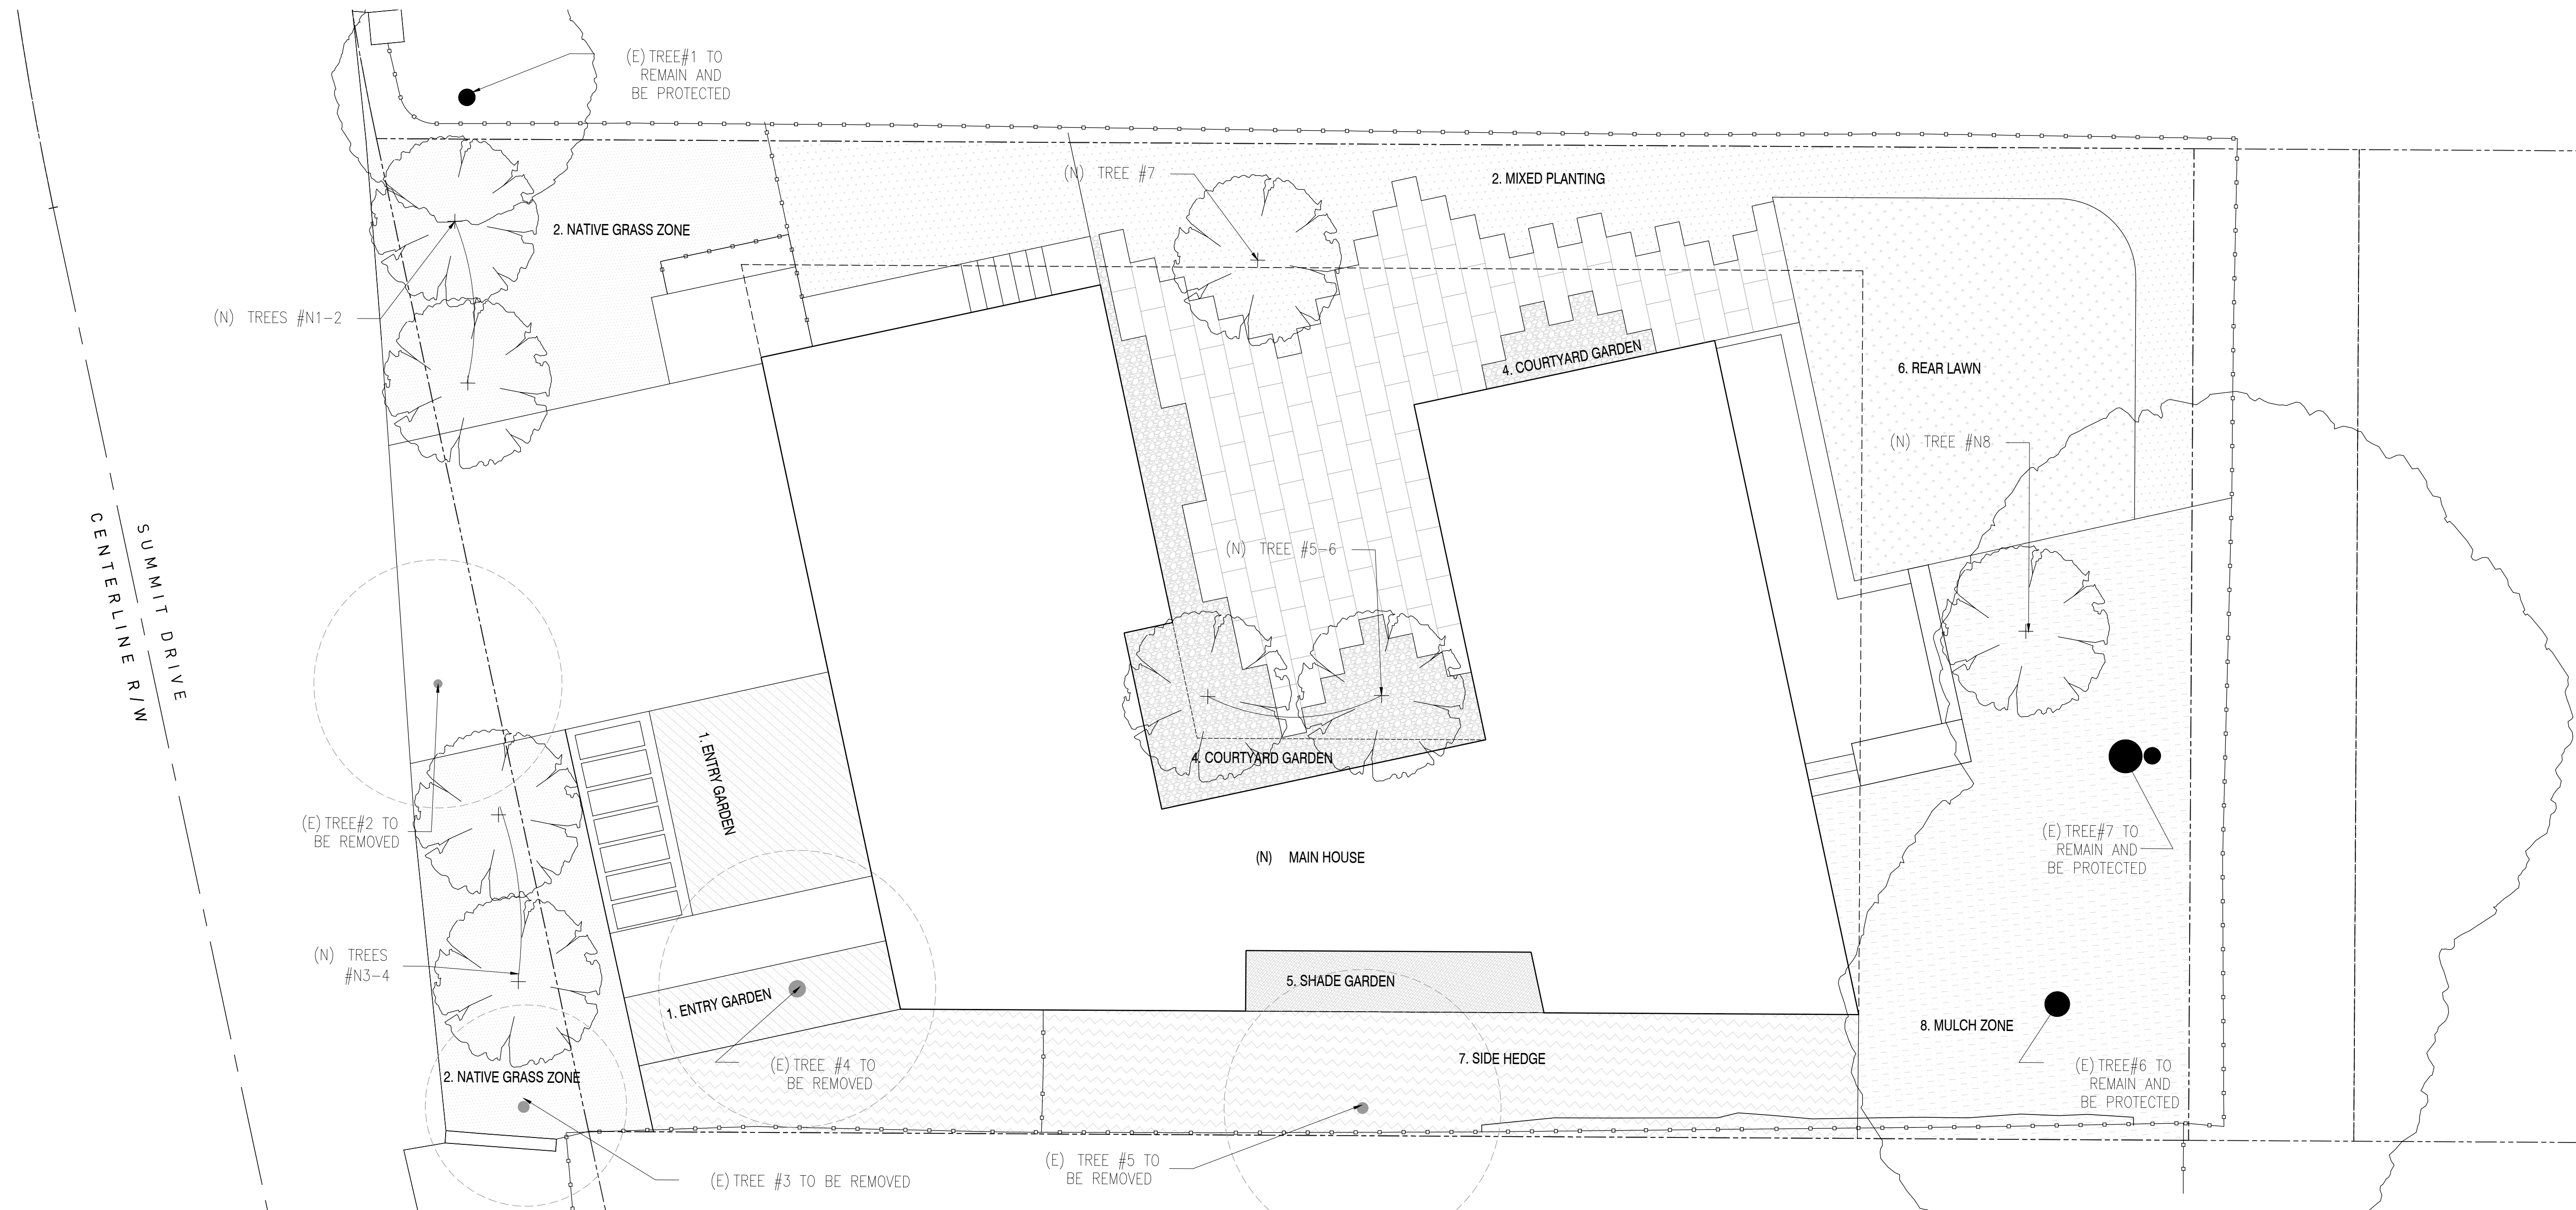 (E) TREE#1 TO
REMAIN AND
BE PROTECTED
(N) TREE #7
2. MIXED PLANTING
2. NATIVE GRASS ZONE
(N) TREES #N1-2
4. COURTYARD GARDEN
6. REAR LAWN
(N) TREE #N8
SUMMIT DRIVE
CENTERLINE R/W
(N) TREE #5-6
1. ENTRY GARDEN
4. COURTYARD GARDEN
(E) TREE#2 TO
BE REMOVED
(E) TREE#7 TO
REMAIN AND
BE PROTECTED
(N) MAIN HOUSE
(N) TREES
#N3-4
5. SHADE GARDEN
1. ENTRY GARDEN
8. MULCH ZONE
7. SIDE HEDGE
(E) TREE #4 TO
BE REMOVED
2. NATIVE GRASS ZONE
(E) TREE#6 TO
REMAIN AND
BE PROTECTED
(E) TREE #5 TO
BE REMOVED
(E) TREE #3 TO BE REMOVED